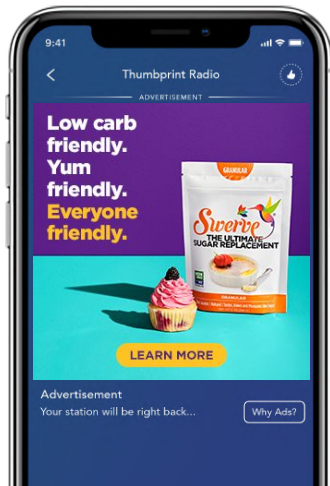 9:41
Thumbprint Radio
ADVERTISEMENT
Low carb
friendly.
Yum
friendly.
Everyone
friendly.
GRANULAR
Swerve
THE ULTIMATE
SUGAR REPLACEMENT
GRANULAR
LEARN MORE
Advertisement
Your station will be right back...
Why Ads?